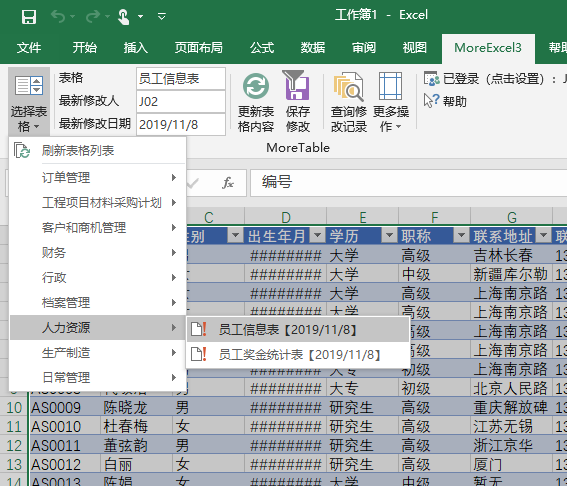 工作簿1 - Excel
文件 开始 插入 页面布局 公式 数据 审阅 视图 MoreExcel3 帮助
选择表格
表格 员工信息表
最新修改人 J02
最新修改日期 2019/11/8
更新表格内容
保存修改
查询修改记录
更多操作
已登录（点击设置）：J
帮助
MoreTable
刷新表格列表
订单管理
工程项目材料采购计划
客户和商机管理
财务
行政
档案管理
人力资源
生产制造
日常管理
员工信息表【2019/11/8】
员工奖金统计表【2019/11/8】
fx 编号
C D E F G
别 出生年月 学历 职称 联系地址 联
######## 大学 高级 吉林长春 13
######## 大学 中级 新疆库尔勒 13
######## 大学 高级 上海南京路 13
上海南京路 13
上海南京路 13
上海南京路 13
上海南京路 13
######## 大专 初级 北京人民路 13
10 AS0009 陈晓龙 男 ######## 研究生 高级 重庆解放碑 13
11 AS0010 杜春梅 女 ######## 研究生 高级 江苏无锡 13
12 AS0011 董弦韵 男 ######## 研究生 高级 浙江京华 13
13 AS0012 白丽 女 ######## 研究生 高级 厦门 13
14 AS0013 陈娟 女 ######## 大专 中级 暂无 13